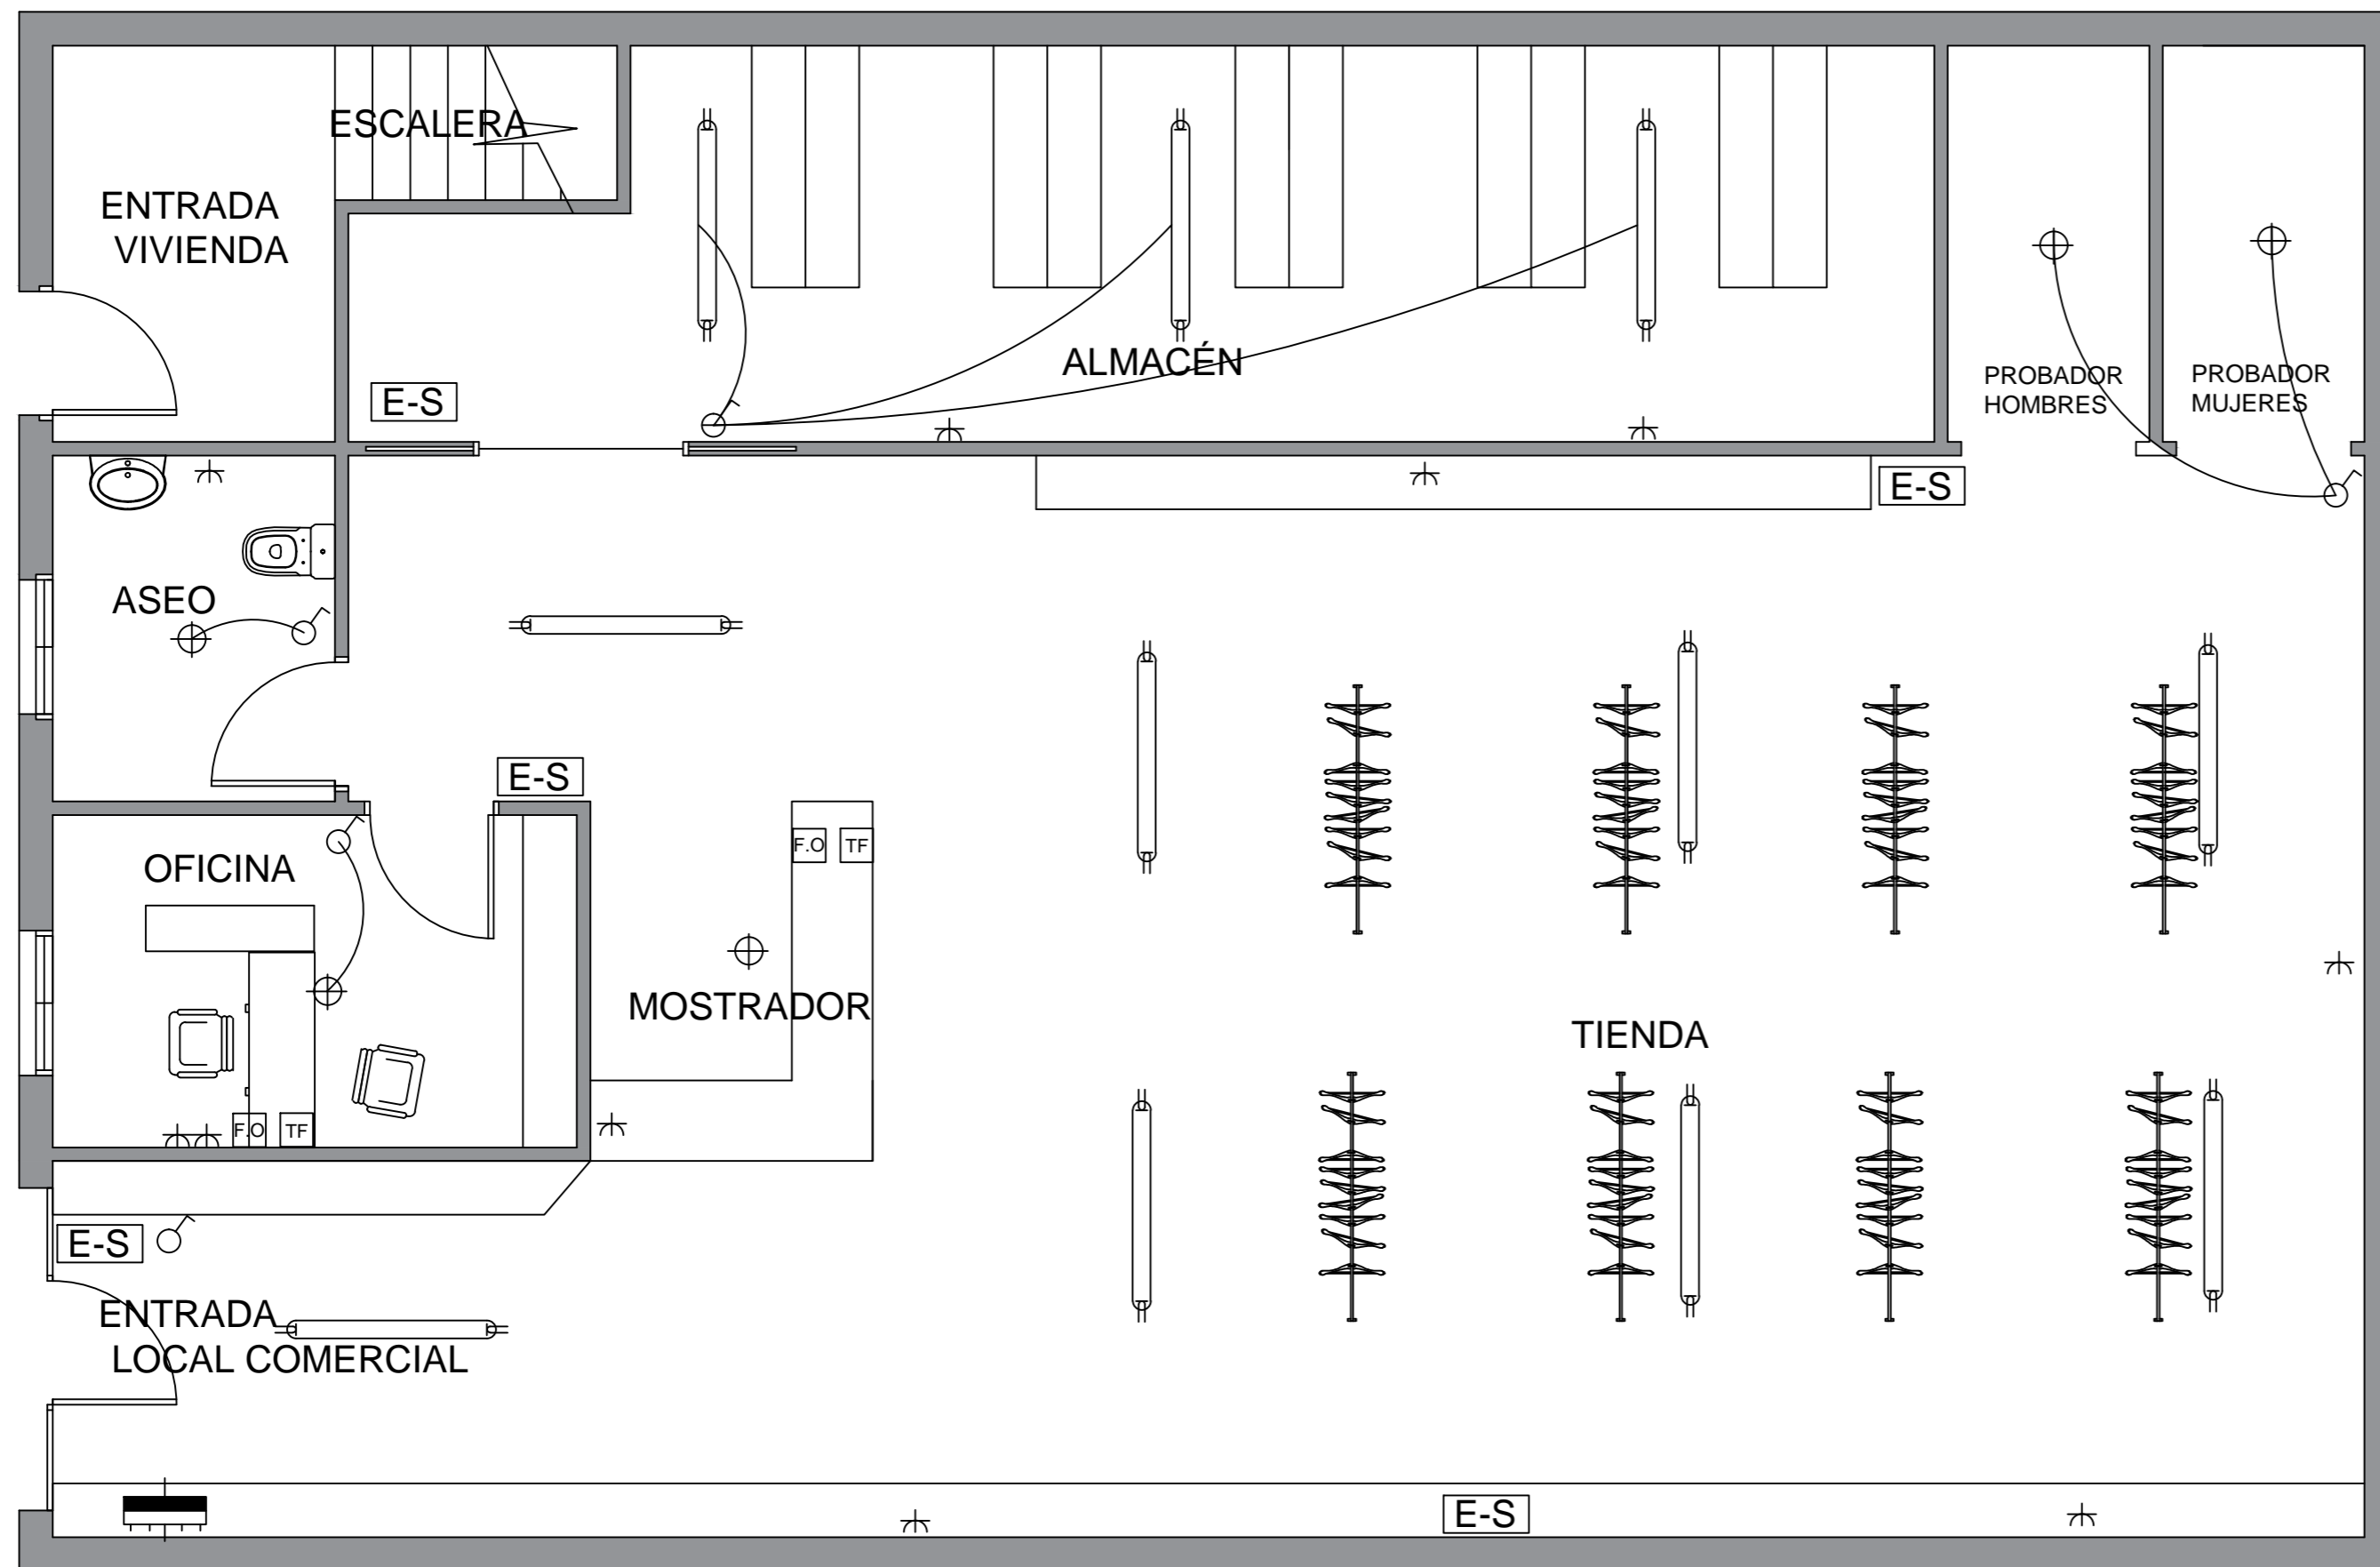 ESCALERA
ENTRADA
VIVIENDA
ALMACÉN
E-S
PROBADOR
HOMBRES
PROBADOR
MUJERES
E-S
ASEO
E-S
F.O
TF
OFICINA
MOSTRADOR
TIENDA
F.O
TF
E-S
ENTRADA
LOCAL COMERCIAL
E-S